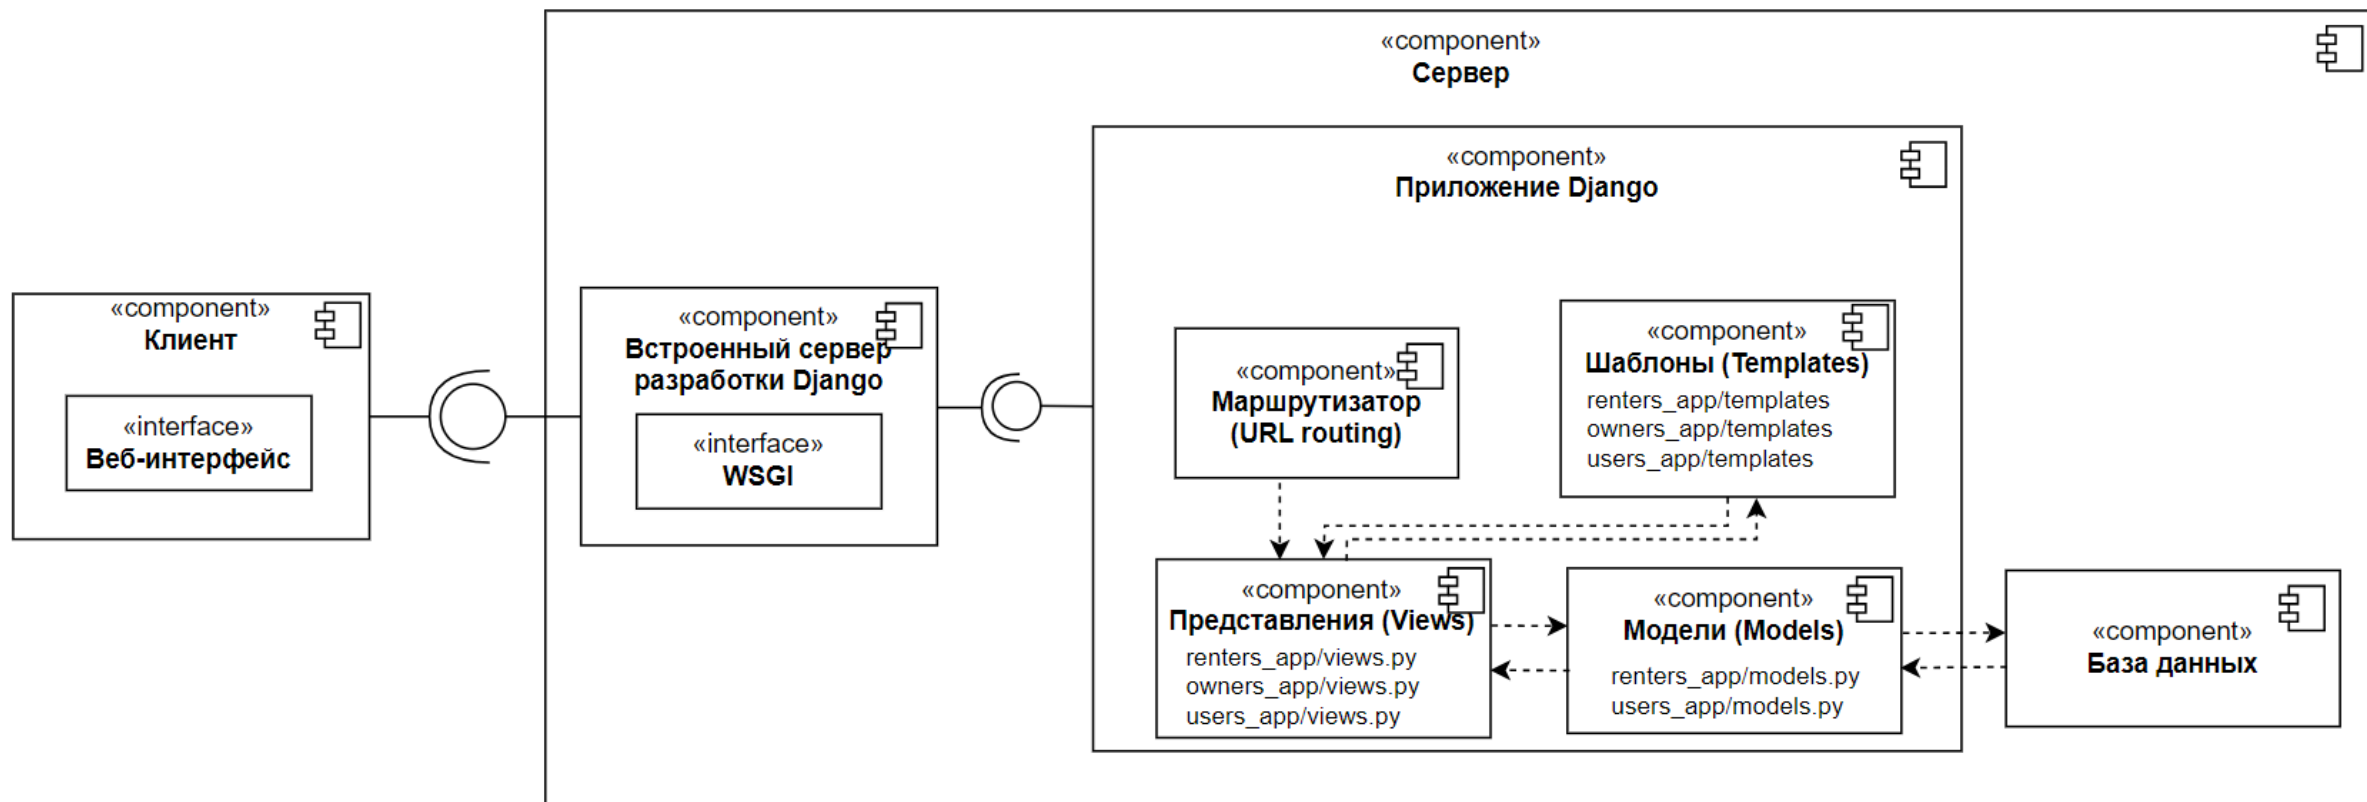 «component»
Сервер
«component»
Приложение Django
«component»
Клиент
«interface»
Веб-интерфейс
«component»
Встроенный сервер
разработки Django
«interface»
WSGI
«component»
Маршрутизатор
(URL routing)
«component»
Шаблоны (Templates)
renters_app/templates
owners_app/templates
users_app/templates
«component»
Представления (Views)
renters_app/views.py
owners_app/views.py
users_app/views.py
«component»
Модели (Models)
renters_app/models.py
users_app/models.py
«component»
База данных